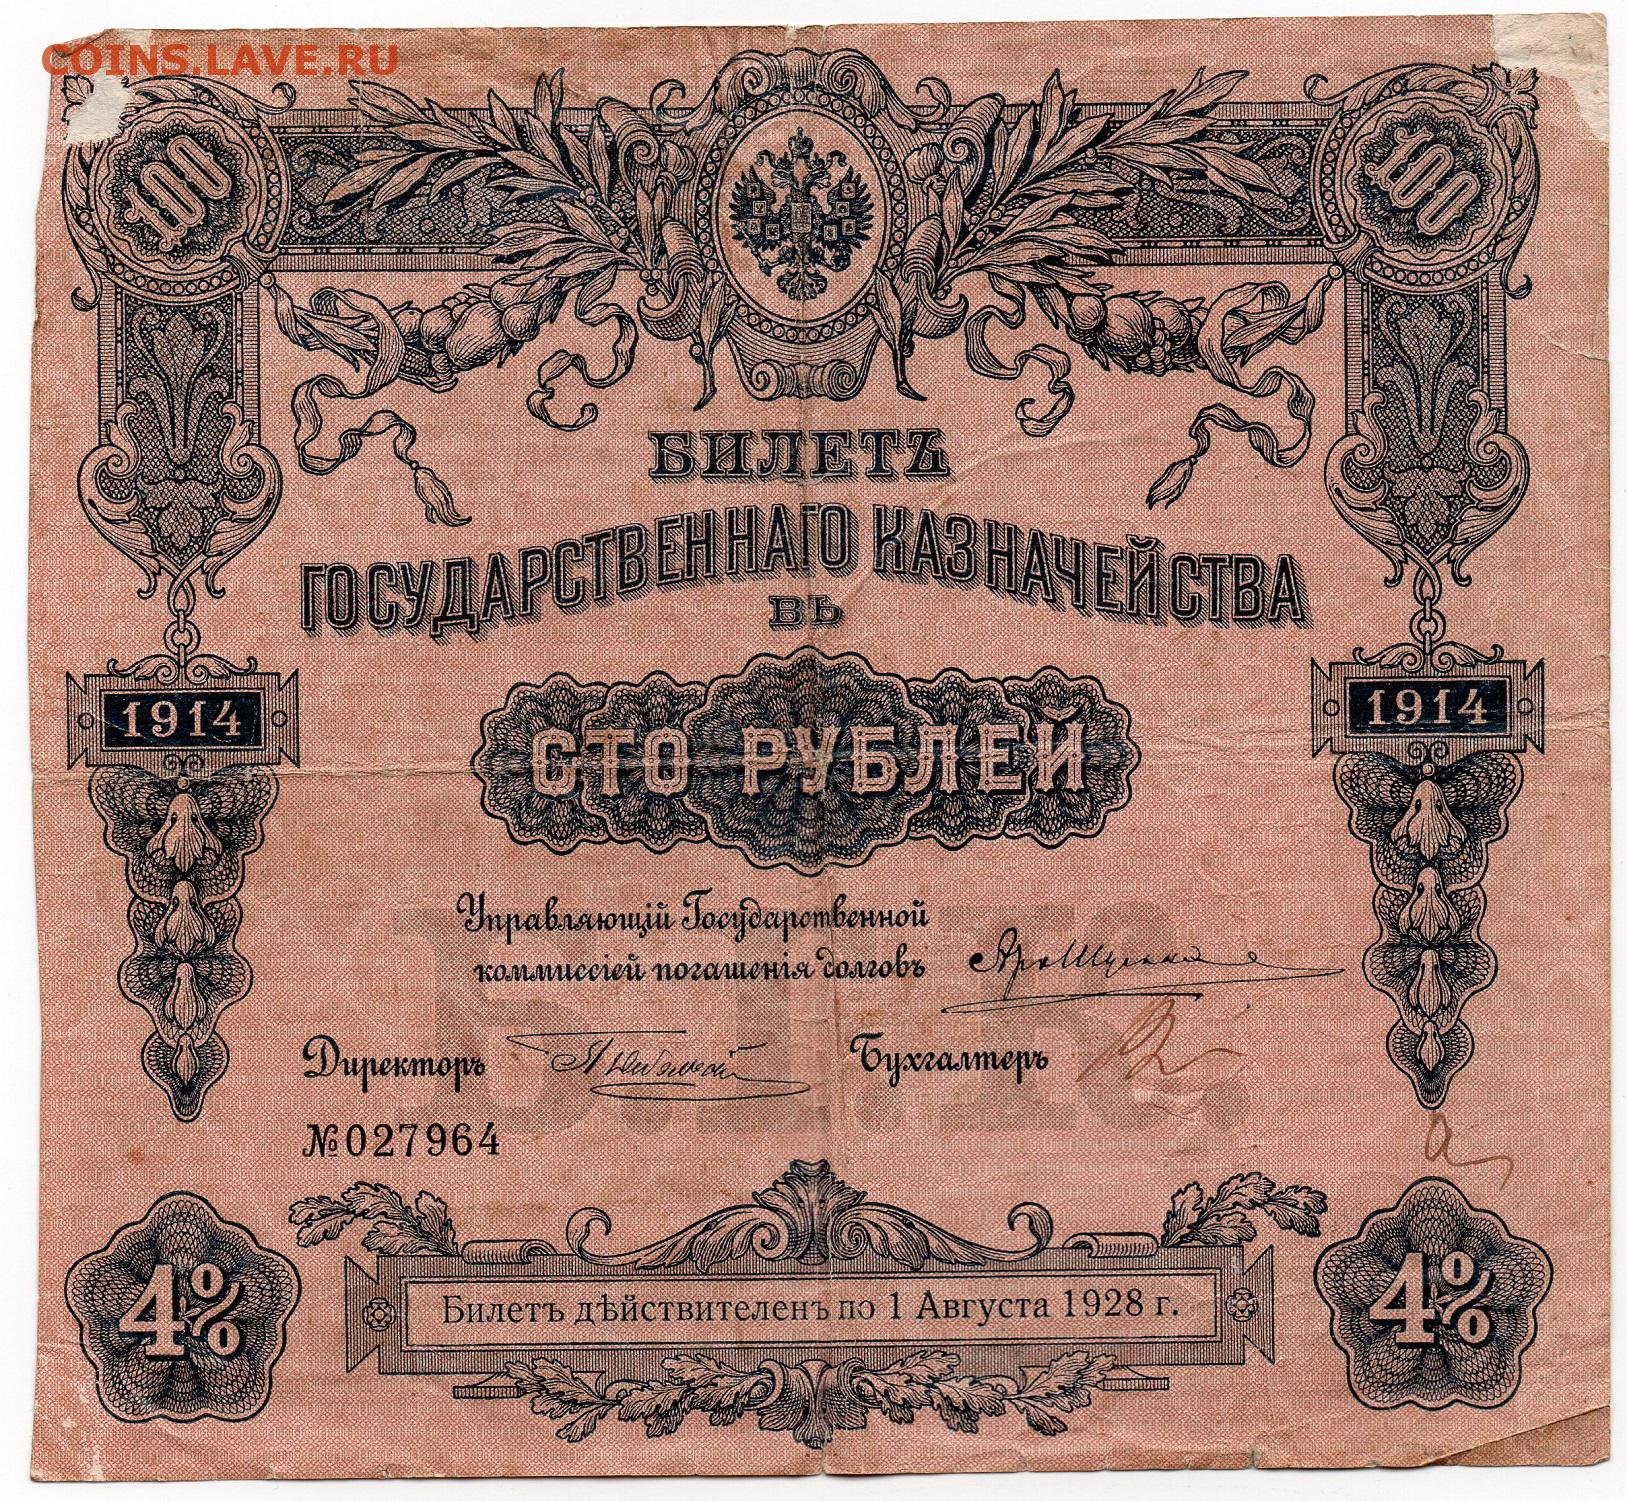 COINS.LAVE.RU
100 100
БИЛЕТЪ
ГОСУДАРСТВЕННАГО КАЗНАЧЕЙСТВА
ВЪ
1914 1914
СТО РУБЛЕЙ
Управляющій Государственной
коммиссіей погашенія долговъ
Директоръ Бухгалтеръ
№027964
4% 4%
Билетъ дѣйствителенъ по 1 Августа 1928 г.